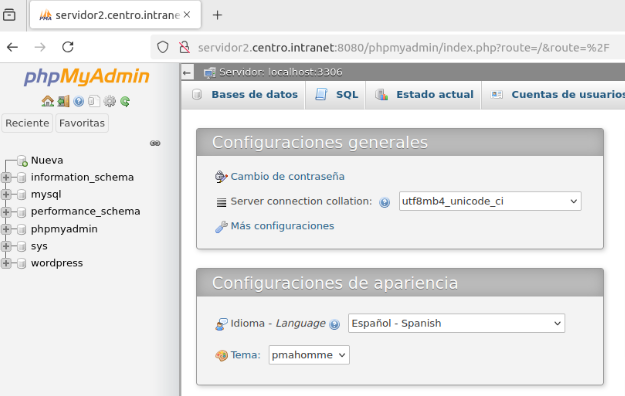 servidor2.centro.intrane
servidor2.centro.intranet:8080/phpmyadmin/index.php?route=/&route=%2F
phpMyAdmin
Reciente Favoritas
Nueva
information_schema
mysql
performance_schema
phpmyadmin
sys
wordpress
Servidor: localhost:3306
Bases de datos SQL Estado actual Cuentas de usuarios
Configuraciones generales
Cambio de contraseña
Server connection collation: utf8mb4_unicode_ci
Más configuraciones
Configuraciones de apariencia
Idioma - Language Español - Spanish
Tema: pmahomme